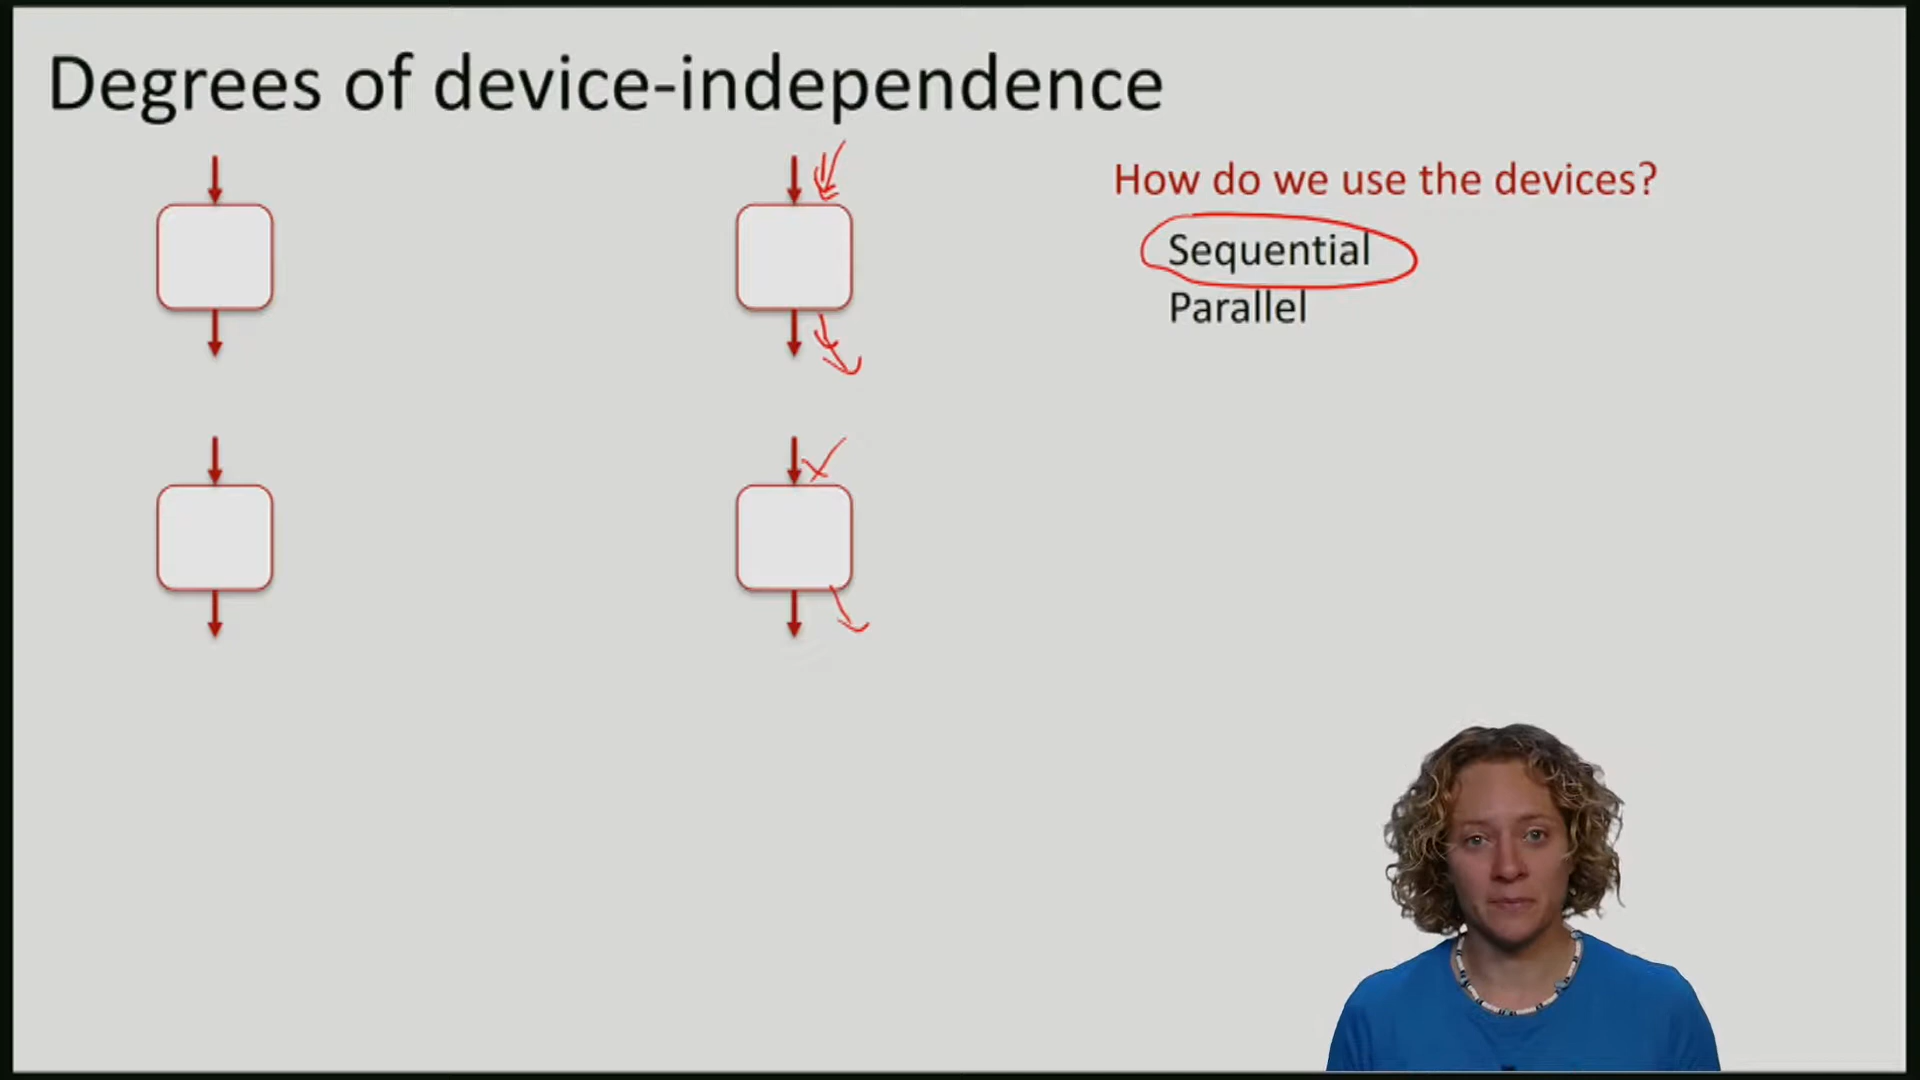 Degrees of device-independence
How do we use the devices?
Sequential
Parallel